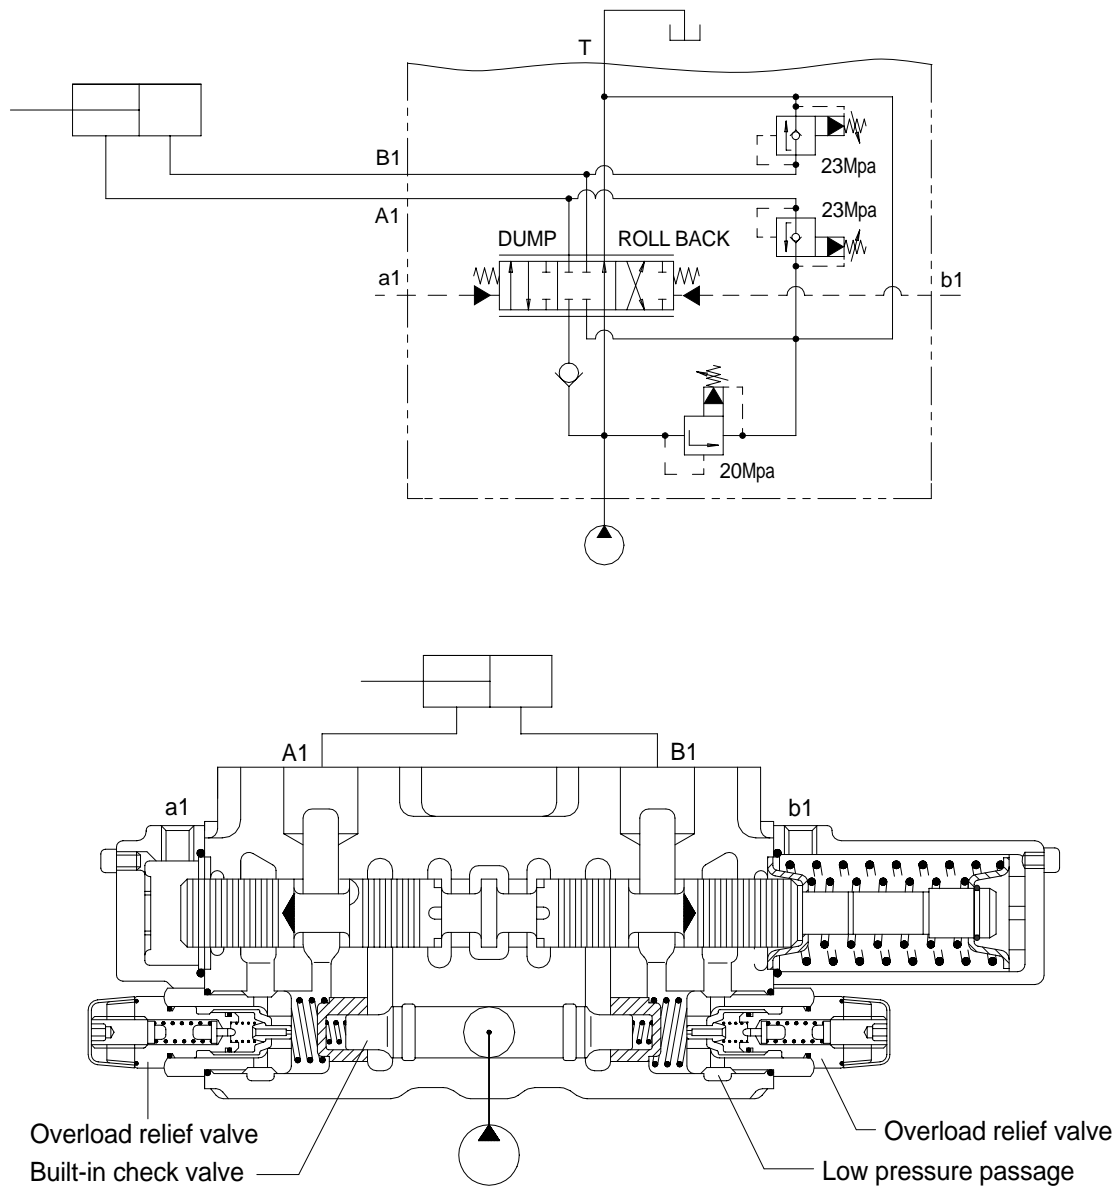 T
B1
23Mpa
A1
23Mpa
DUMP
ROLL BACK
a1
b1
20Mpa
A1
B1
a1
b1
Overload relief valve
Overload relief valve
Built-in check valve
Low pressure passage